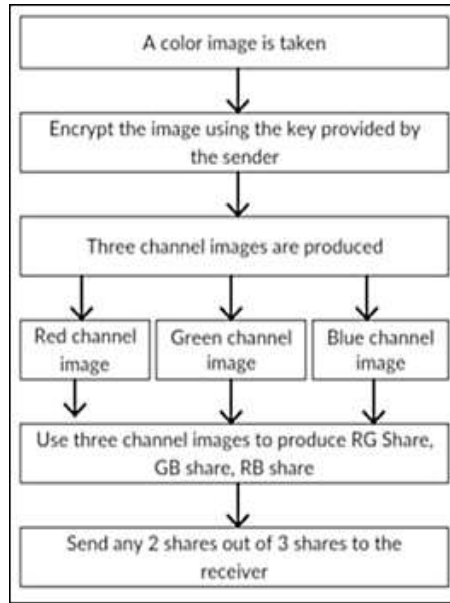 A color image is taken
Encrypt the image using the key provided by
the sender
Three channel images are produced
Red channel
image
Green channel
image
Blue channel
image
Use three channel images to produce RG Share,
GB share, RB share
Send any 2 shares out of 3 shares to the
receiver